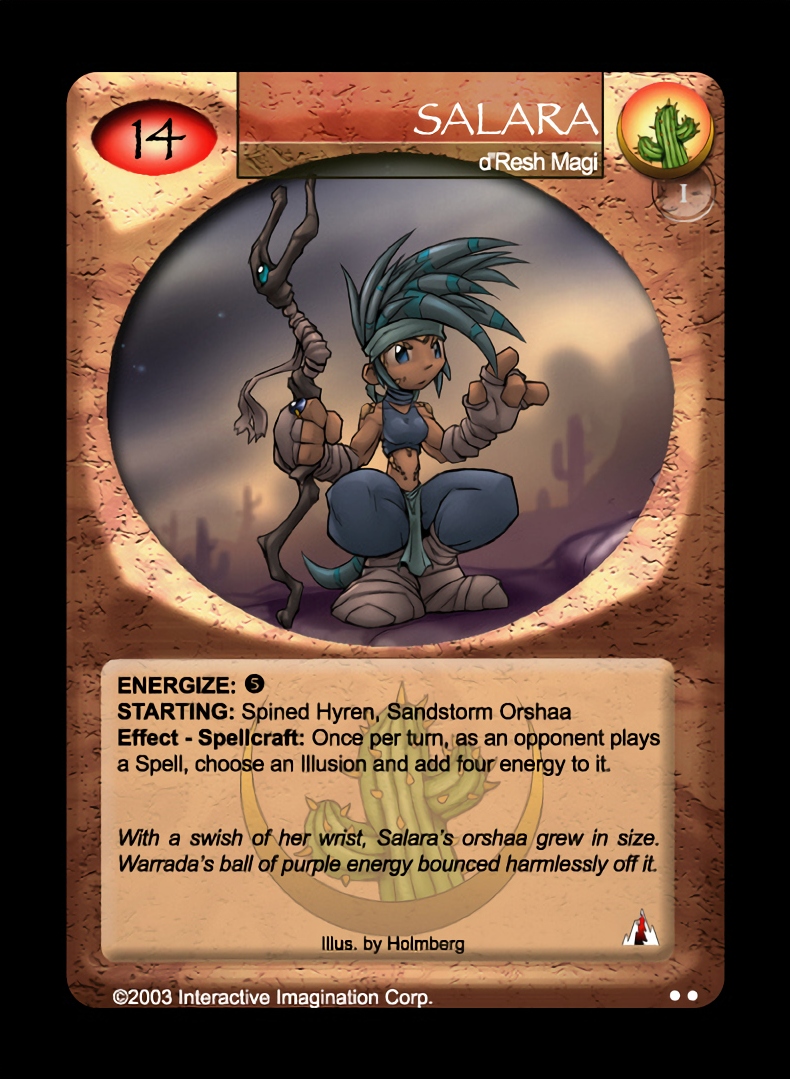 14
SALARA
d'Resh Magi
I
ENERGIZE: 5
STARTING: Spined Hyren, Sandstorm Orshaa
Effect - Spellcraft: Once per turn, as an opponent plays
a Spell, choose an Illusion and add four energy to it.
With a swish of her wrist, Salara's orshaa grew in size.
Warrada's ball of purple energy bounced harmlessly off it.
Illus. by Holmberg
©2003 Interactive Imagination Corp.